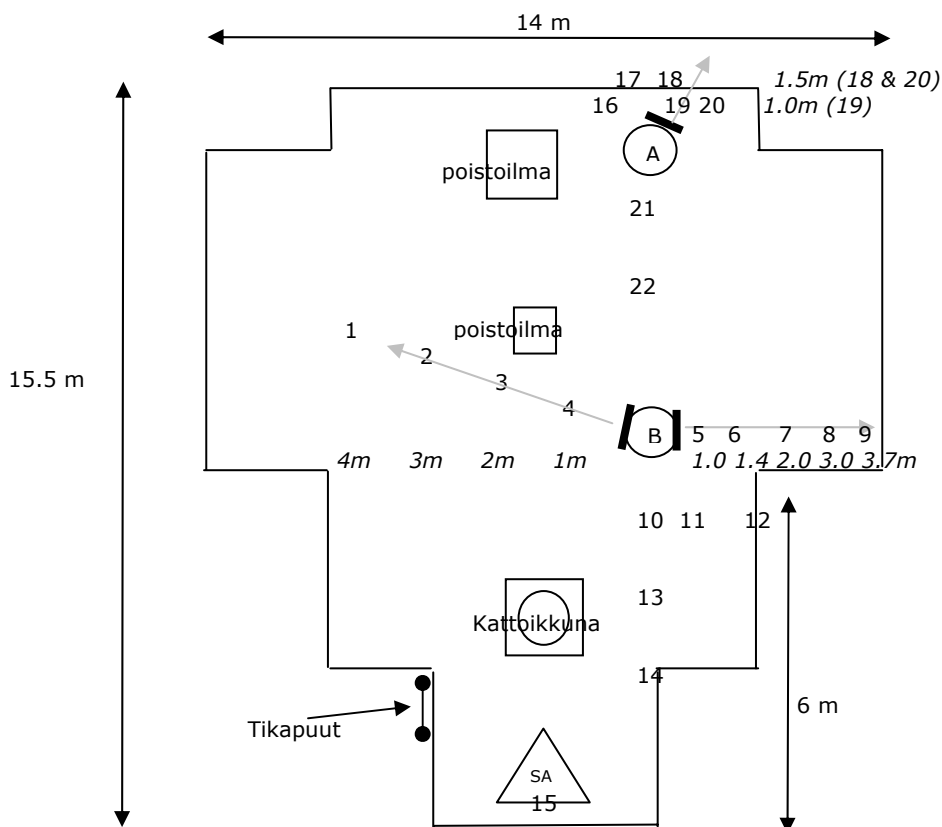 14 m
17 18 1.5m (18 & 20)
16 19 20 1.0m (19)
A
poistoilma
21
22
1 poistoilma
2
15.5 m 3
4
B 5 6 7 8 9
4m 3m 2m 1m 1.0 1.4 2.0 3.0 3.7m
10 11 12
13
Kattoikkuna
14
6 m
Tikapuut
SA
15